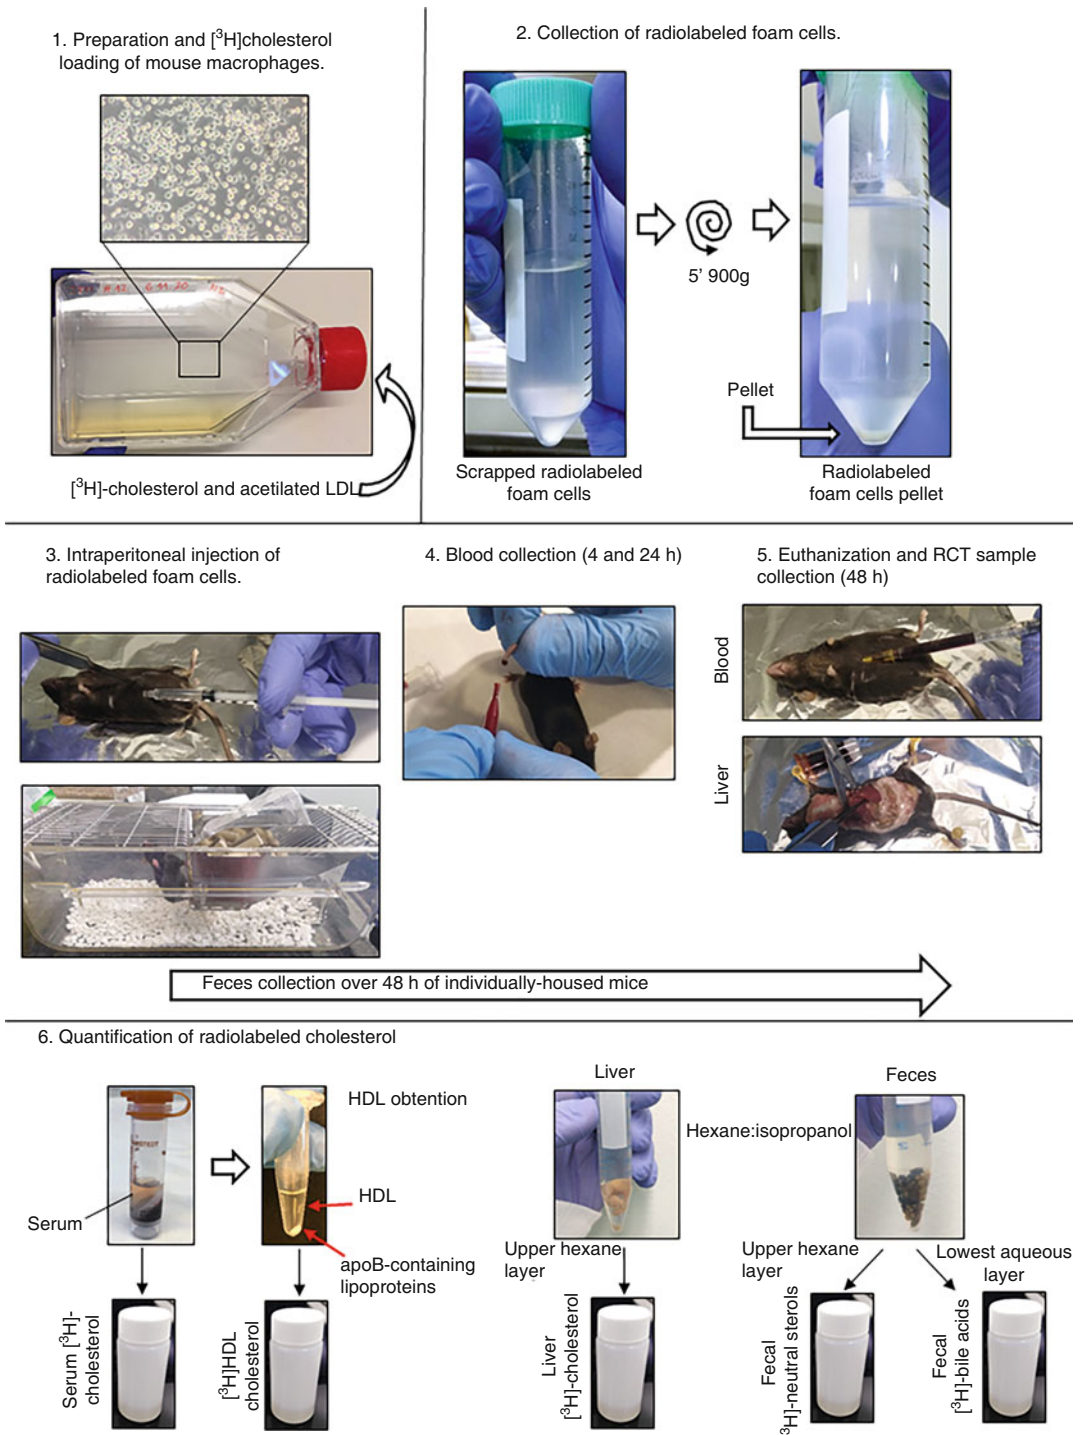 1. Preparation and [³H]cholesterol
loading of mouse macrophages.
[³H]-cholesterol and acetilated LDL
2. Collection of radiolabeled foam cells.
5' 900g
Pellet
Scrapped radiolabeled
foam cells
Radiolabeled
foam cells pellet
3. Intraperitoneal injection of
radiolabeled foam cells.
4. Blood collection (4 and 24 h)
5. Euthanization and RCT sample
collection (48 h)
Blood
Liver
Feces collection over 48 h of individually-housed mice
6. Quantification of radiolabeled cholesterol
Serum
HDL obtention
HDL
apoB-containing
lipoproteins
Serum [³H]-
cholesterol
[³H]HDL
cholesterol
Liver
Hexane:isopropanol
Upper hexane
layer
Liver
[³H]-cholesterol
Feces
Upper hexane
layer
Lowest aqueous
layer
Fecal
³H]-neutral sterols
Fecal
[³H]-bile acids